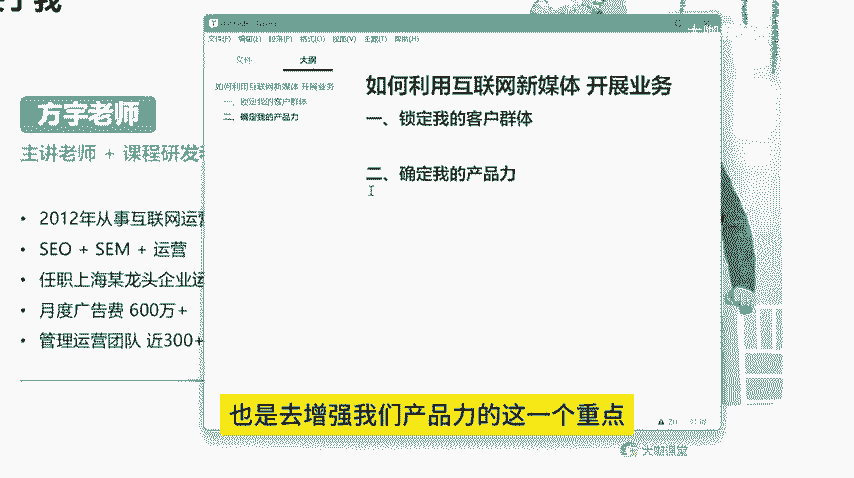 方宇老师
主讲老师 + 课程研发
• 2012年从事互联网运营
• SEO + SEM + 运营
• 任职上海某龙头企业运
• 月度广告费 600万+
• 管理运营团队 近300+
文件(F) 编辑(E) 段落(P) 格式(O) 视图(V) 主题(T) 帮助(H)
文件 大纲
如何利用互联网新媒体 开展业务
一、锁定我的客户群体
二、确定我的产品力
如何利用互联网新媒体 开展业务
一、锁定我的客户群体
二、确定我的产品力
也是去增强我们产品力的这一个重点
大咖课堂